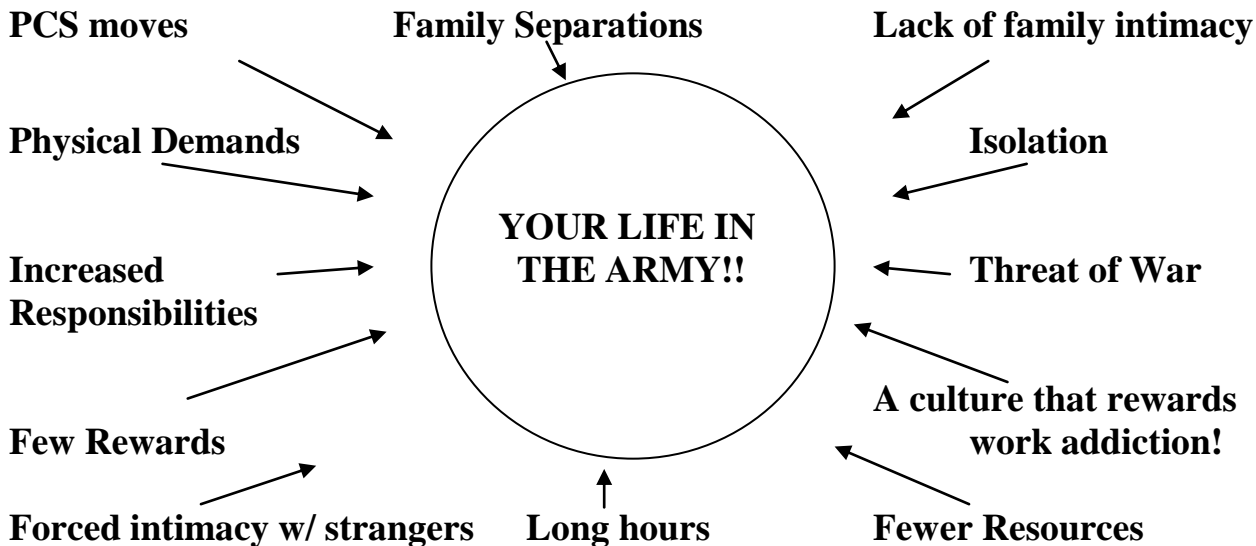 PCS moves
Family Separations
Lack of family intimacy
Physical Demands
Isolation
YOUR LIFE IN
THE ARMY!!
Increased
Responsibilities
Threat of War
Few Rewards
A culture that rewards
work addiction!
Forced intimacy w/ strangers
Long hours
Fewer Resources